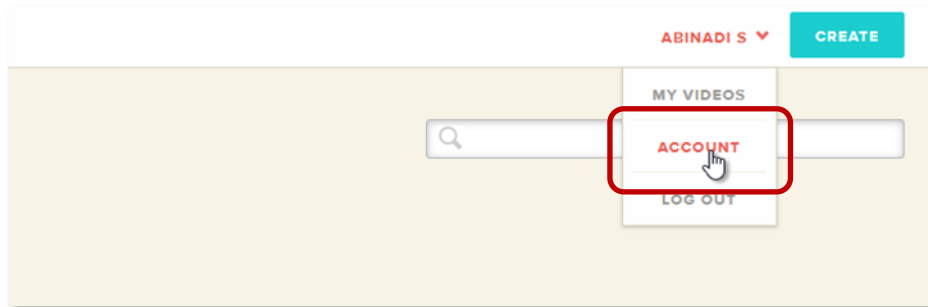 ABINADI S
CREATE
MY VIDEOS
ACCOUNT
LOG OUT